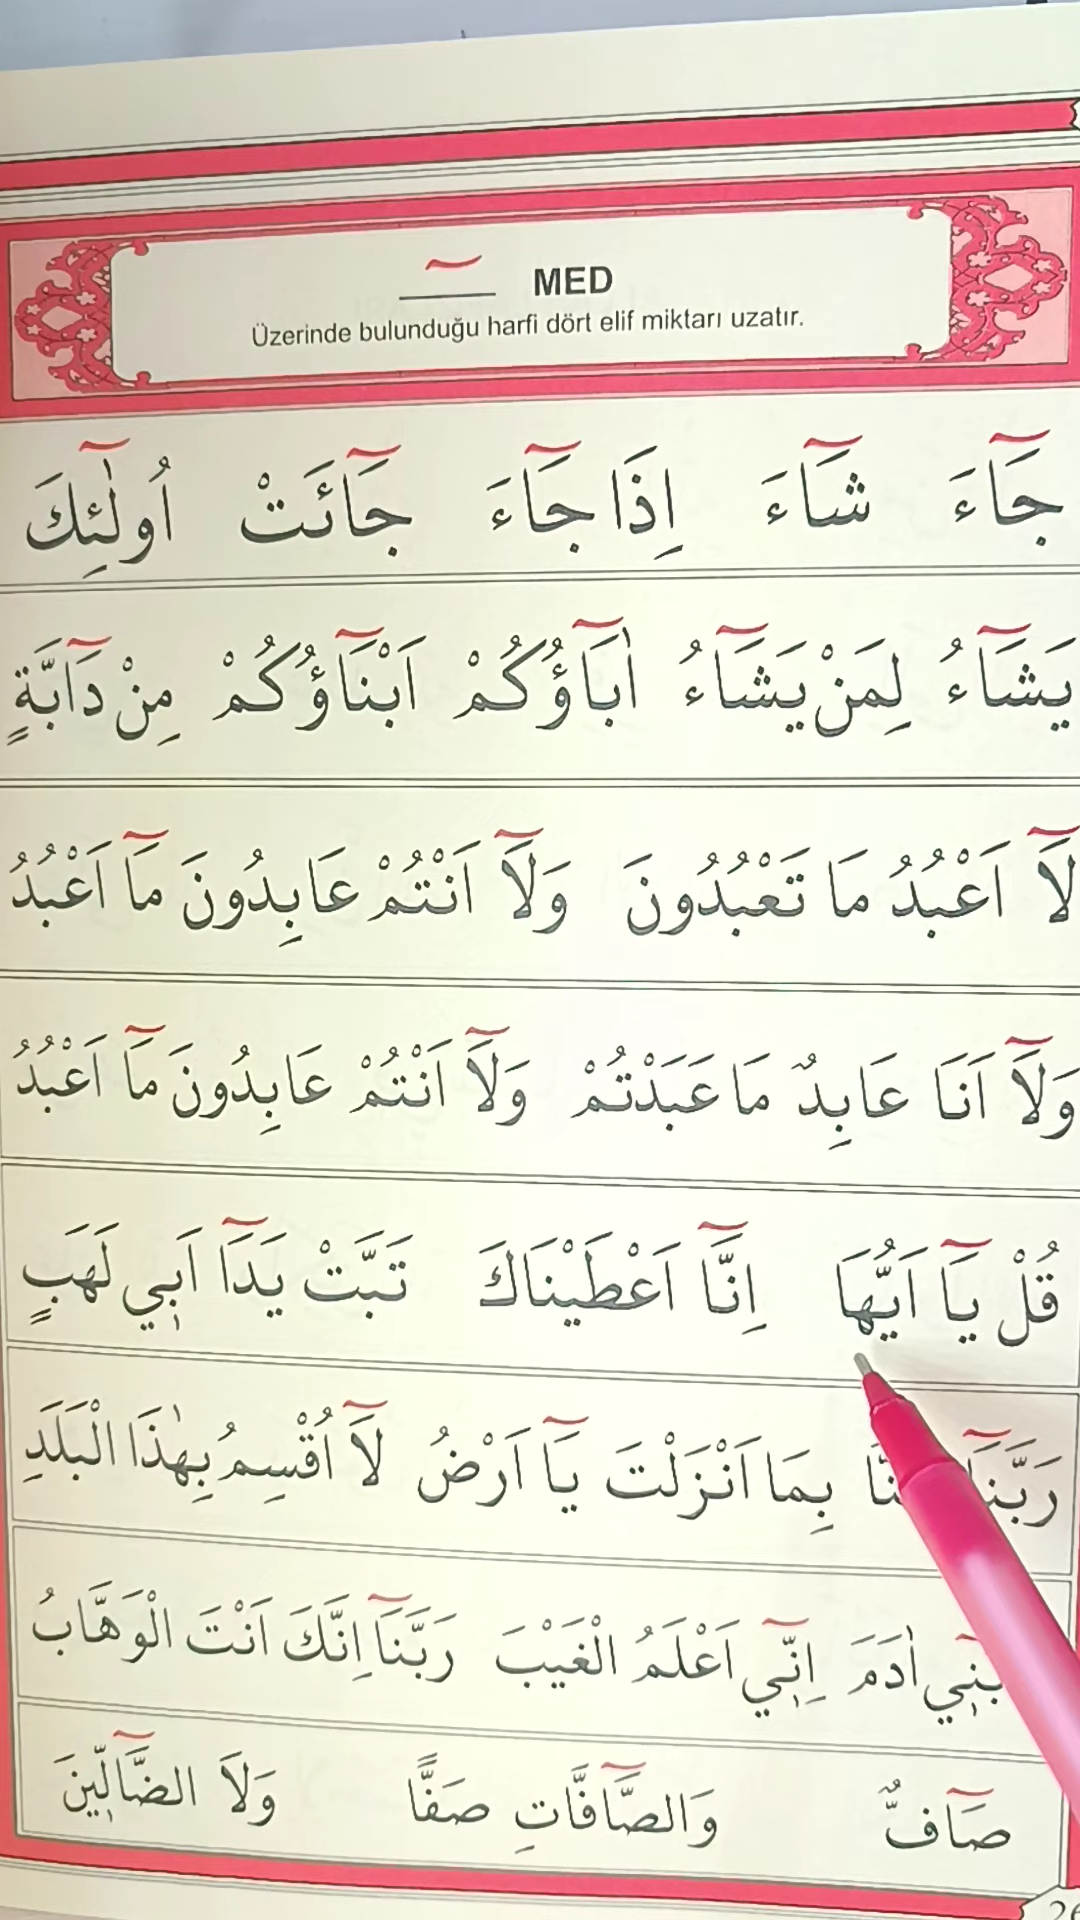 MED
Üzerinde bulunduğu harfi dört elif miktarı uzatır.
جَٓاءَ شَٓاءَ اِذَا جَٓاءَ جَٓائَتْ اُولٰٓئِكَ
يَشَٓاءُ لِمَنْ يَشَٓاءُ اٰبَٓاؤُكُمْ اَبْنَٓاؤُكُمْ مِنْ دَٓابَّةٍ
لَٓا اَعْبُدُ مَا تَعْبُدُونَ وَلَٓا اَنْتُمْ عَابِدُونَ مَٓا اَعْبُدُ
وَلَٓا اَنَا عَابِدٌ مَا عَبَدْتُمْ وَلَٓا اَنْتُمْ عَابِدُونَ مَٓا اَعْبُدُ
قُلْ يَٓا اَيُّهَا اِنَّٓا اَعْطَيْنَاكَ تَبَّتْ يَدَٓا اَبٖي لَهَبٍ
رَبَّنَٓا بِمَا اَنْزَلْتَ يَٓا اَرْضُ لَٓا اُقْسِمُ بِهٰذَا الْبَلَدِ
بَنٖٓي اٰدَمَ اِنّٖٓي اَعْلَمُ الْغَيْبَ رَبَّنَٓا اِنَّكَ اَنْتَ الْوَهَّابُ
صَٓافٌّ وَالصَّٓافَّاتِ صَفًّا وَلَا الضَّٓالّٖينَ